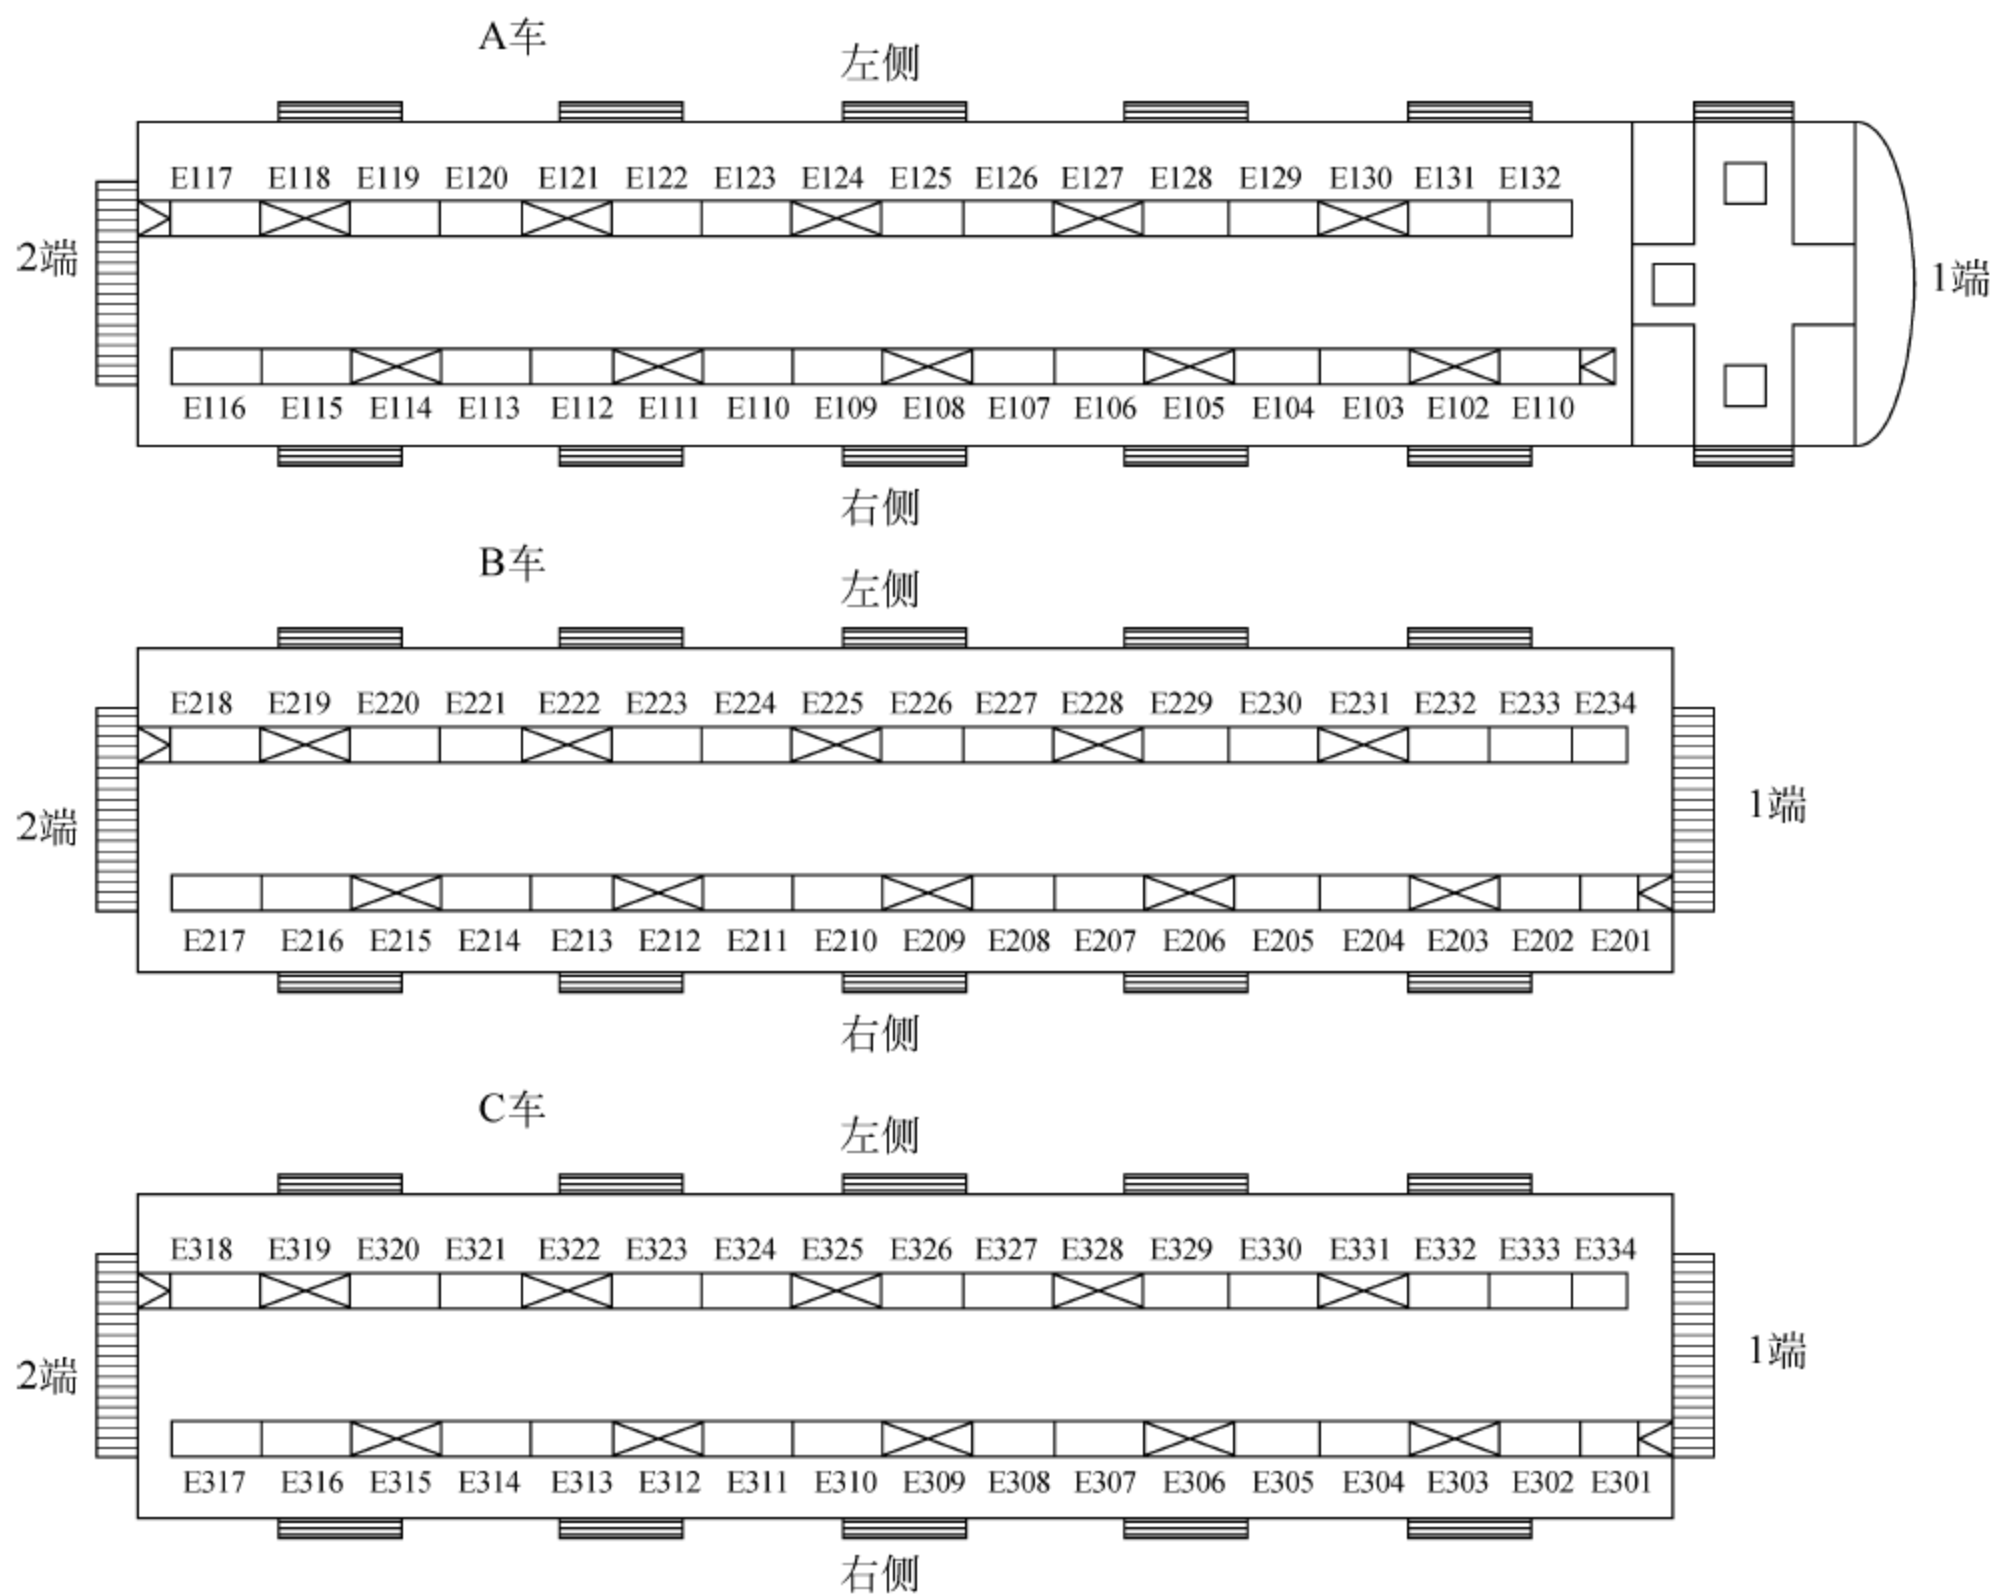 A车
左侧
E117 E118 E119 E120 E121 E122 E123 E124 E125 E126 E127 E128 E129 E130 E131 E132
2端
1端
E116 E115 E114 E113 E112 E111 E110 E109 E108 E107 E106 E105 E104 E103 E102 E110
右侧
B车
左侧
E218 E219 E220 E221 E222 E223 E224 E225 E226 E227 E228 E229 E230 E231 E232 E233 E234
2端
1端
E217 E216 E215 E214 E213 E212 E211 E210 E209 E208 E207 E206 E205 E204 E203 E202 E201
右侧
C车
左侧
E318 E319 E320 E321 E322 E323 E324 E325 E326 E327 E328 E329 E330 E331 E332 E333 E334
2端
1端
E317 E316 E315 E314 E313 E312 E311 E310 E309 E308 E307 E306 E305 E304 E303 E302 E301
右侧